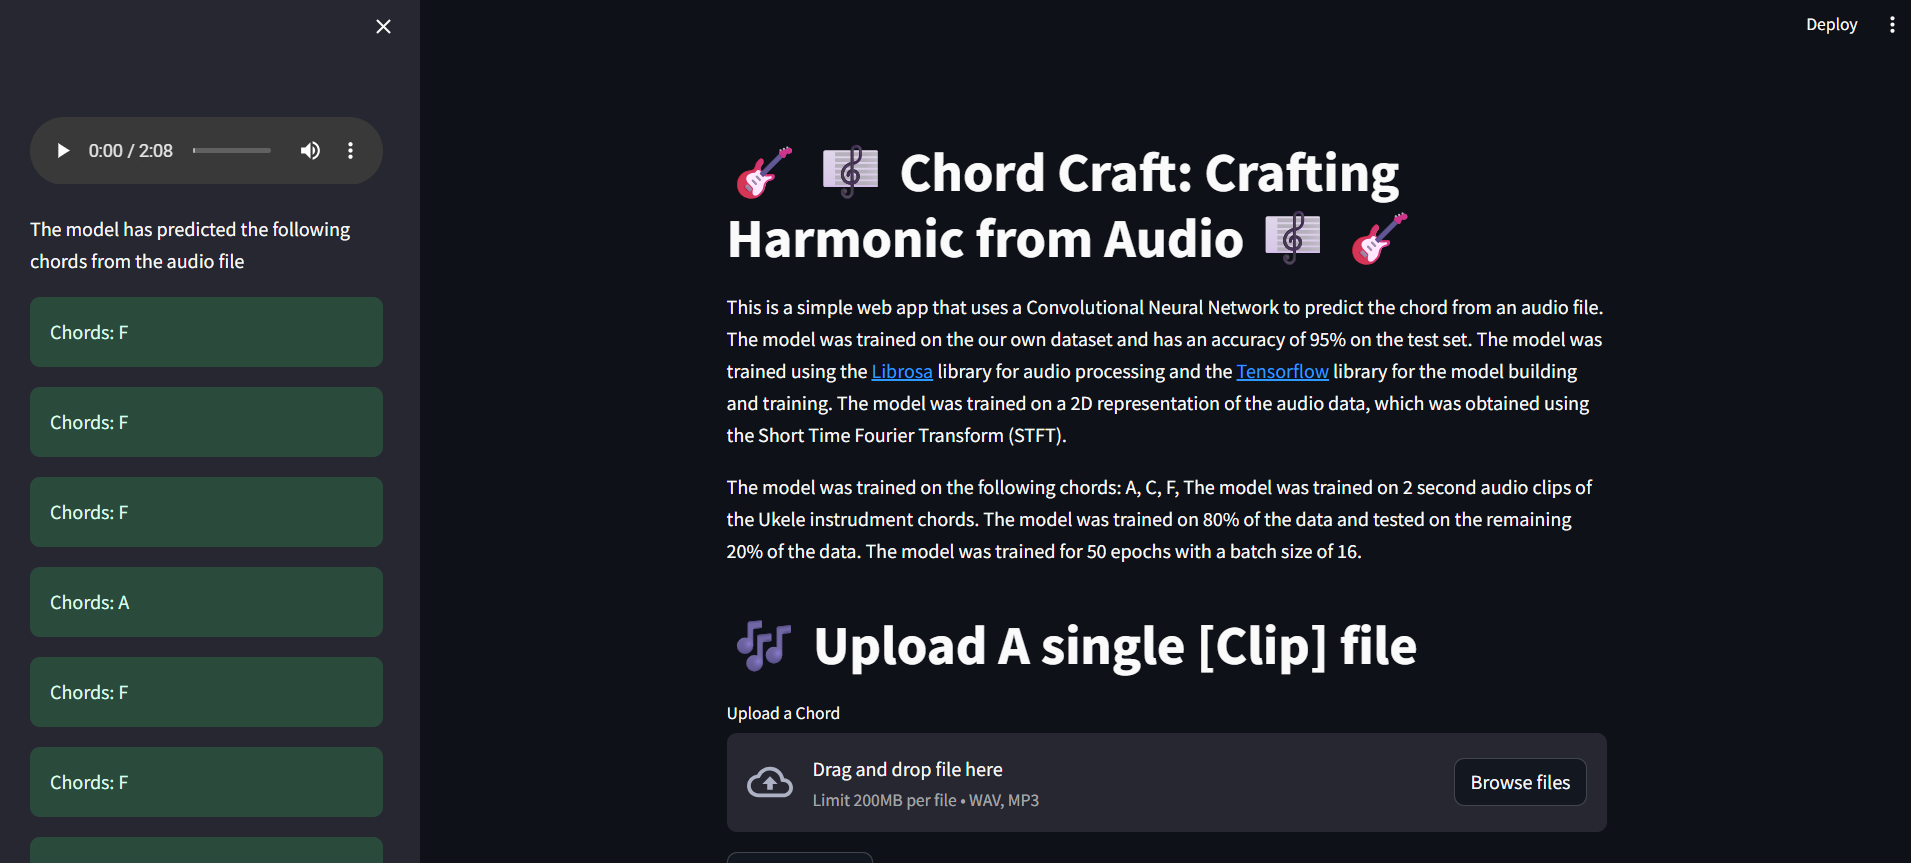 Deploy
0:00 / 2:08
The model has predicted the following
chords from the audio file
Chords: F
Chords: F
Chords: F
Chords: A
Chords: F
Chords: F
Chord Craft: Crafting
Harmonic from Audio
This is a simple web app that uses a Convolutional Neural Network to predict the chord from an audio file.
The model was trained on the our own dataset and has an accuracy of 95% on the test set. The model was
trained using the Librosa library for audio processing and the Tensorflow library for the model building
and training. The model was trained on a 2D representation of the audio data, which was obtained using
the Short Time Fourier Transform (STFT).
The model was trained on the following chords: A, C, F, The model was trained on 2 second audio clips of
the Ukele instrudment chords. The model was trained on 80% of the data and tested on the remaining
20% of the data. The model was trained for 50 epochs with a batch size of 16.
Upload A single [Clip] file
Upload a Chord
Drag and drop file here
Limit 200MB per file • WAV, MP3
Browse files